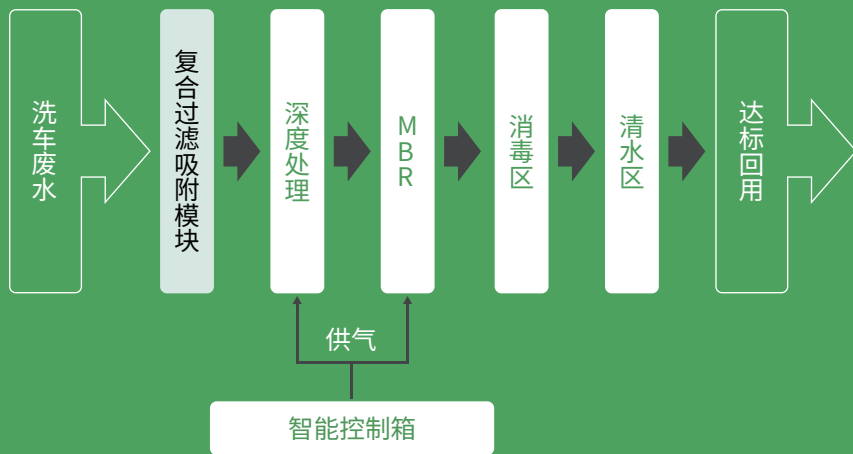 洗车废水
复合过滤吸附模块
深度处理
MBR
消毒区
清水区
达标回用
供气
智能控制箱